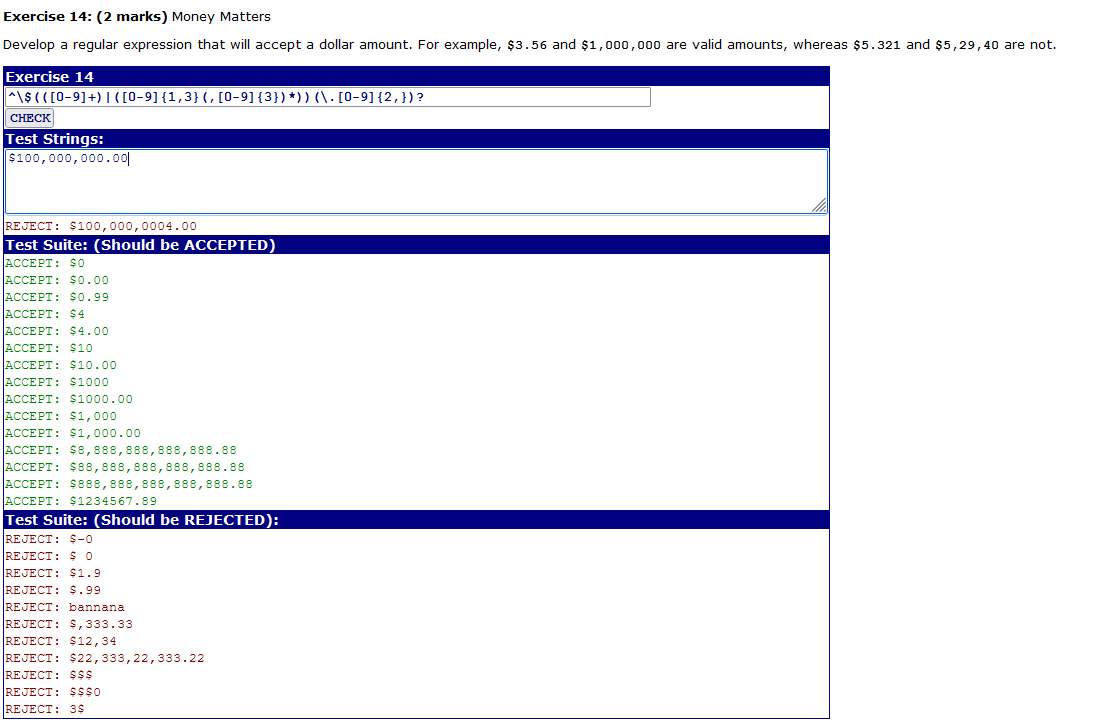 Exercise 14: (2 marks) Money Matters
Develop a regular expression that will accept a dollar amount. For example, $3.56 and $1,000,000 are valid amounts, whereas $5.321 and $5,29,40 are not.
Exercise 14
^\$(([0-9]+)|([0-9]{1,3}(,[0-9]{3})*))(\.[0-9]{2,})?
CHECK
Test Strings:
$100,000,000.00
REJECT: $100,000,0004.00
Test Suite: (Should be ACCEPTED)
ACCEPT: $0
ACCEPT: $0.00
ACCEPT: $0.99
ACCEPT: $4
ACCEPT: $4.00
ACCEPT: $10
ACCEPT: $10.00
ACCEPT: $1000
ACCEPT: $1000.00
ACCEPT: $1,000
ACCEPT: $1,000.00
ACCEPT: $8,888,888,888,888.88
ACCEPT: $88,888,888,888,888.88
ACCEPT: $888,888,888,888,888.88
ACCEPT: $1234567.89
Test Suite: (Should be REJECTED):
REJECT: $-0
REJECT: $ 0
REJECT: $1.9
REJECT: $.99
REJECT: bannana
REJECT: $,333.33
REJECT: $12,34
REJECT: $22,333,22,333.22
REJECT: $$$
REJECT: $$$0
REJECT: 3$